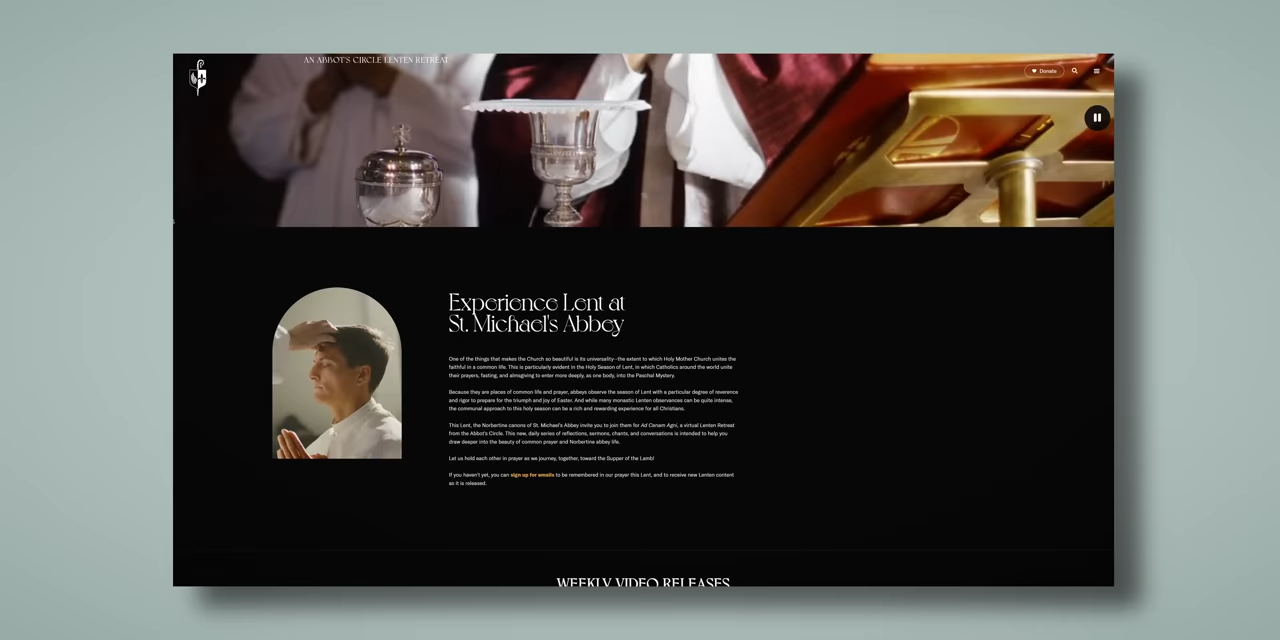 AN ABBOT'S CIRCLE LENTEN RETREAT
Donate
Experience Lent at
St. Michael's Abbey
One of the things that makes the Church so beautiful is its universality--the extent to which Holy Mother Church unites the
faithful in a common life. This is particularly evident in the Holy Season of Lent, in which Catholics around the world unite
their prayers, fasting, and almsgiving to enter more deeply, as one body, into the Paschal Mystery.
Because they are places of common life and prayer, abbeys observe the season of Lent with a particular degree of reverence
and rigor to prepare for the triumph and joy of Easter. And while many monastic Lenten observances can be quite intense,
the communal approach to this holy season can be a rich and rewarding experience for all Christians.
This Lent, the Norbertine canons of St. Michael's Abbey invite you to join them for Ad Cenam Agni, a virtual Lenten Retreat
from the Abbot's Circle. This new, daily series of reflections, sermons, chants, and conversations is intended to help you
draw deeper into the beauty of common prayer and Norbertine abbey life.
Let us hold each other in prayer as we journey, together, toward the Supper of the Lamb!
If you haven't yet, you can sign up for emails to be remembered in our prayer this Lent, and to receive new Lenten content
as it is released.
WEEKLY VIDEO RELEASES